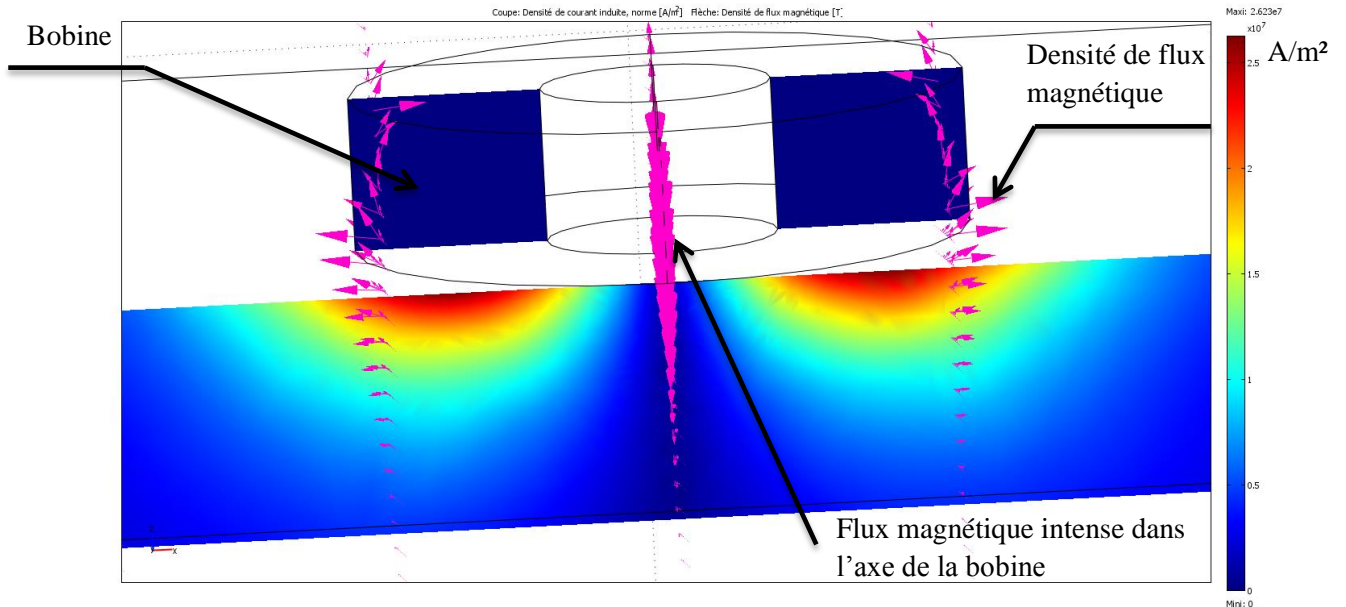 Coupe: Densité de courant induite, norme [A/m²] Flèche: Densité de flux magnétique [T]
Maxi: 2.623e7
x10⁷
Bobine
Densité de flux
magnétique
A/m²
2.5
2
1.5
1
0.5
0
Flux magnétique intense dans
l’axe de la bobine
z
y
x
Mini: 0